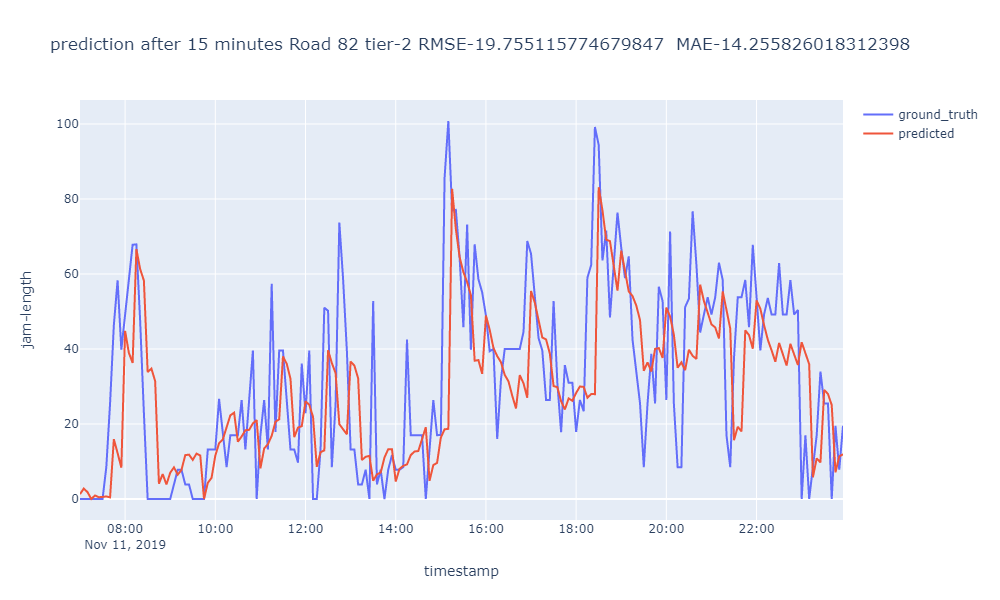 prediction after 15 minutes Road 82 tier-2 RMSE-19.755115774679847  MAE-14.255826018312398
ground_truth
predicted
jam-length
100
80
60
40
20
0
08:00 10:00 12:00 14:00 16:00 18:00 20:00 22:00
Nov 11, 2019
timestamp